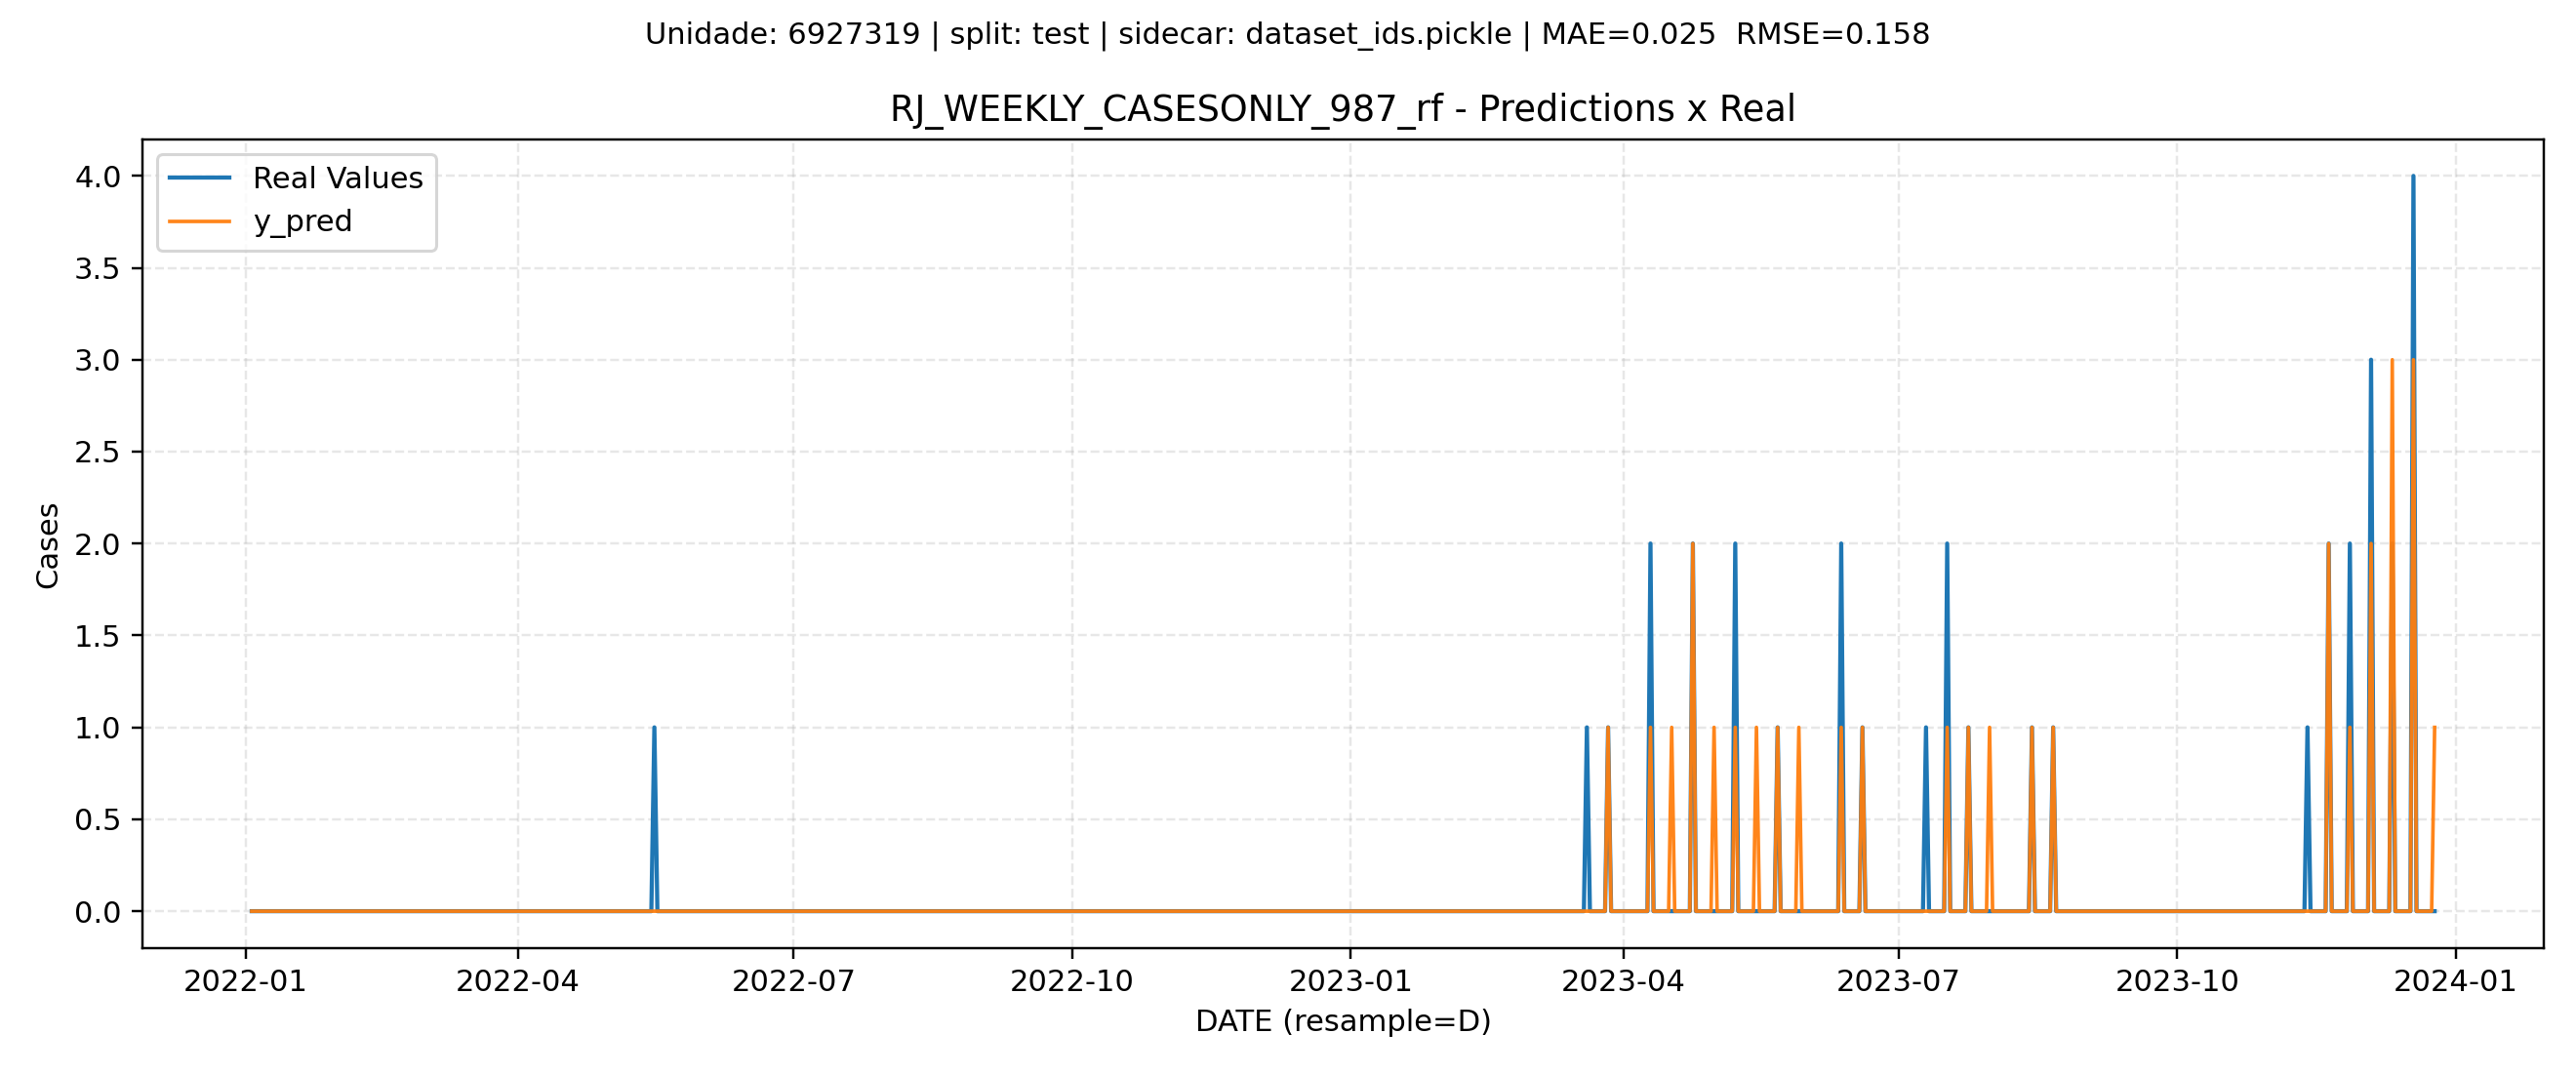 Unidade: 6927319 | split: test | sidecar: dataset_ids.pickle | MAE=0.025  RMSE=0.158
RJ_WEEKLY_CASESONLY_987_rf - Predictions x Real
Real Values
y_pred
4.0
3.5
3.0
2.5
2.0
1.5
1.0
0.5
0.0
Cases
2022-01 2022-04 2022-07 2022-10 2023-01 2023-04 2023-07 2023-10 2024-01
DATE (resample=D)